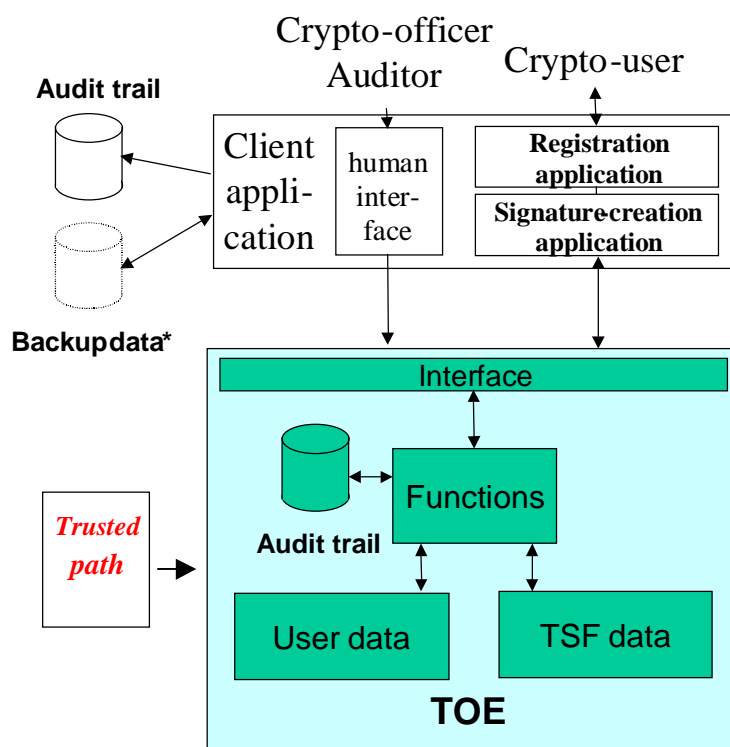 Crypto-officer
Auditor
Crypto-user
Audit trail
Client
appli-
cation
human
inter-
face
Registration
application
Signature-creation
application
Backupdata*
Interface
Functions
Audit trail
Trusted
path
User data
TSF data
TOE